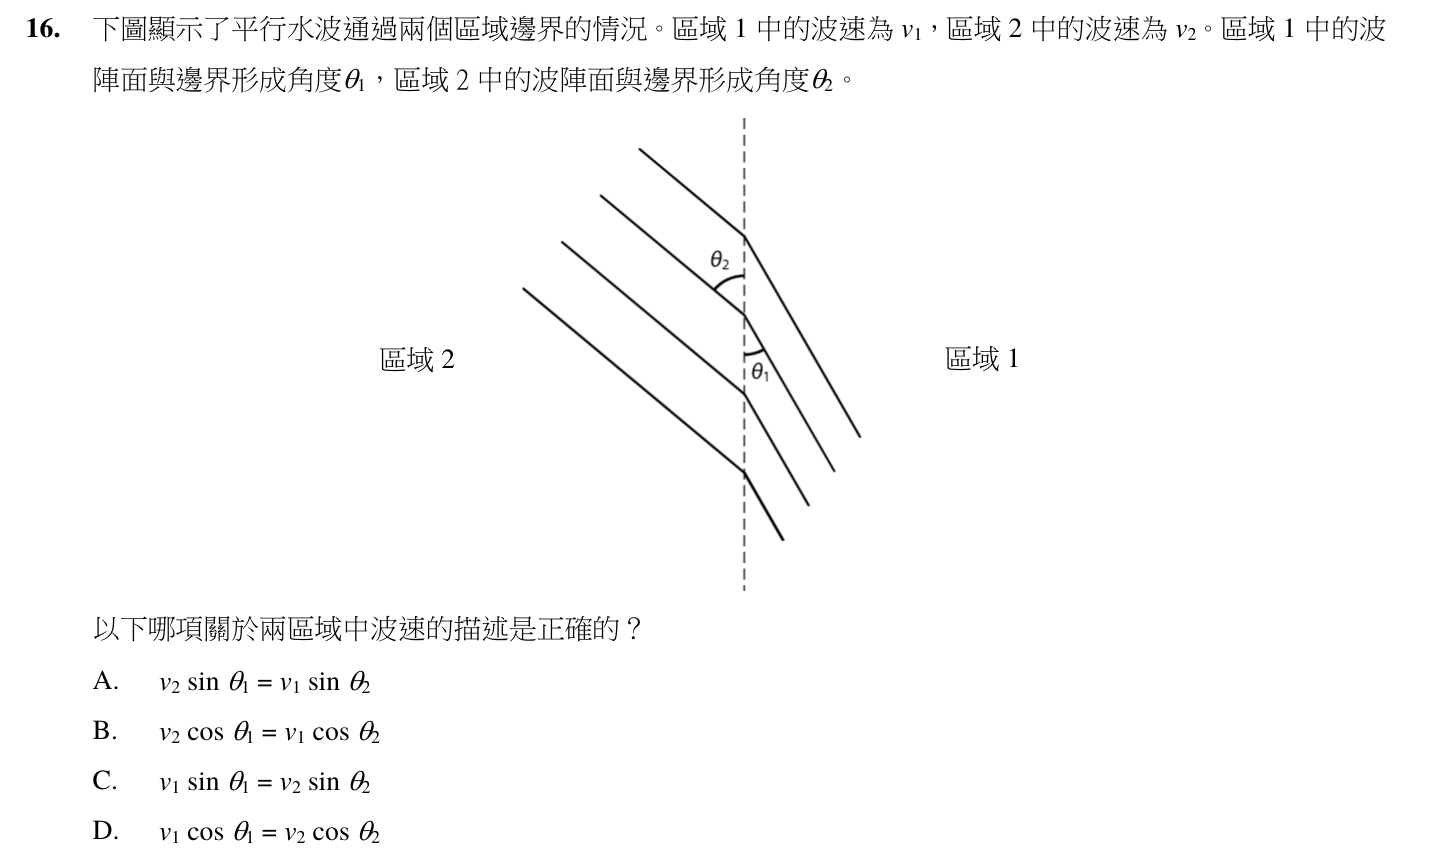 16. 下圖顯示了平行水波通過兩個區域邊界的情況。區域 1 中的波速為 v₁，區域 2 中的波速為 v₂。區域 1 中的波
陣面與邊界形成角度θ₁，區域 2 中的波陣面與邊界形成角度θ₂。
θ₂
區域 2
θ₁
區域 1
以下哪項關於兩區域中波速的描述是正確的？
A. v₂ sin θ₁ = v₁ sin θ₂
B. v₂ cos θ₁ = v₁ cos θ₂
C. v₁ sin θ₁ = v₂ sin θ₂
D. v₁ cos θ₁ = v₂ cos θ₂